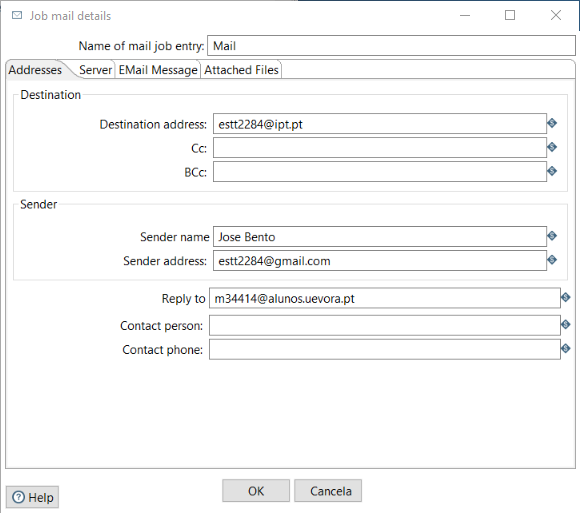 Job mail details
Name of mail job entry: Mail
Addresses Server EMail Message Attached Files
Destination
Destination address: estt2284@ipt.pt
Cc:
BCc:
Sender
Sender name Jose Bento
Sender address: estt2284@gmail.com
Reply to m34414@alunos.uevora.pt
Contact person:
Contact phone:
Help OK Cancela